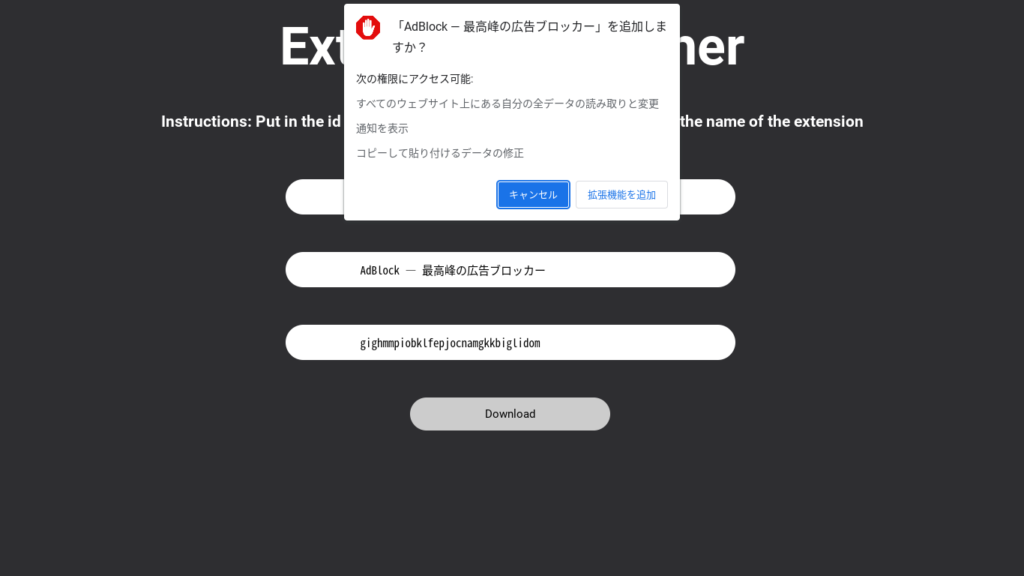 「AdBlock — 最高峰の広告ブロッカー」を追加しま
すか？
Ext ner
次の権限にアクセス可能:
すべてのウェブサイト上にある自分の全データの読み取りと変更
Instructions: Put in the id the name of the extension
通知を表示
コピーして貼り付けるデータの修正
キャンセル 拡張機能を追加
AdBlock — 最高峰の広告ブロッカー
gighmmpiobklfepjocnamgkkbiglidom
Download